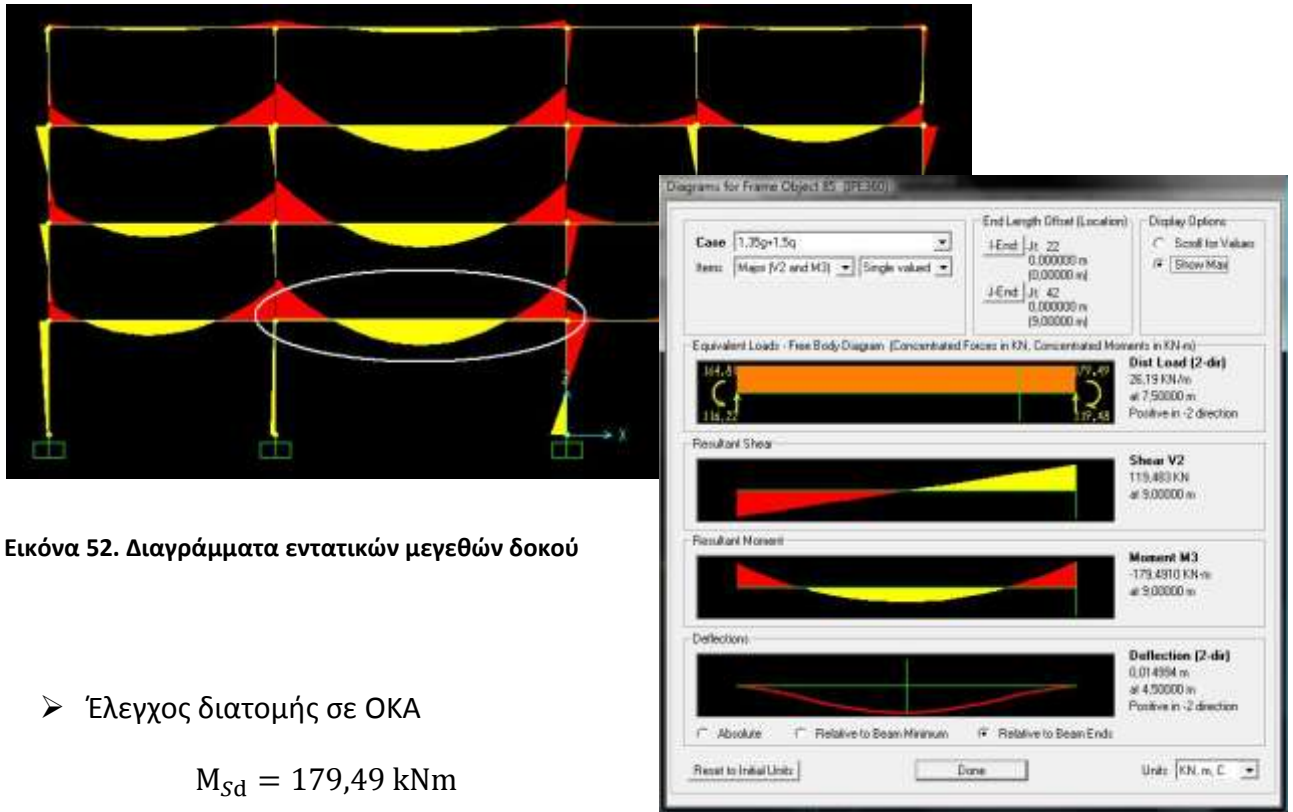 Diagrams for Frame Object 85 (IPE360)
End Length Offset (Location)
Display Options
Case 1,35g+1,5q
Items Major (V2 and M3) Single valued
I-End Jt: 22
0,000000 m
(0,00000 m)
J-End Jt: 42
0,000000 m
(9,00000 m)
Scroll for Values
Show Max
Equivalent Loads - Free Body Diagram (Concentrated Forces in KN, Concentrated Moments in KN-m)
179,49
116,22
119,48
Dist Load (2-dir)
26,19 KN/m
at 7,50000 m
Positive in -2 direction
Resultant Shear
Shear V2
119,483 KN
at 9,00000 m
Resultant Moment
Moment M3
-179,4910 KN-m
at 9,00000 m
Deflections
Deflection (2-dir)
0,014994 m
at 4,50000 m
Positive in -2 direction
Absolute Relative to Beam Minimum Relative to Beam Ends
Reset to Initial Units Done Units KN, m, C
Z
X
Εικόνα 52. Διαγράμματα εντατικών μεγεθών δοκού
➢ Έλεγχος διατομής σε ΟΚΑ
M_Sd = 179,49 kNm